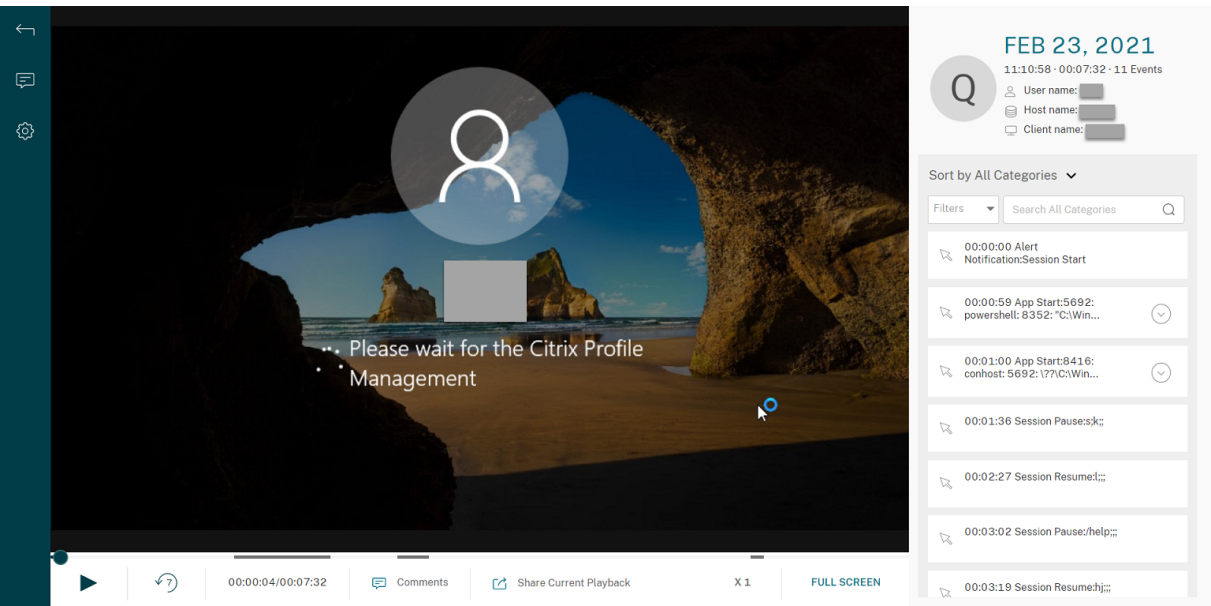 Please wait for the Citrix Profile
Management
7
00:00:04/00:07:32
Comments
Share Current Playback
X 1
FULL SCREEN
Q
FEB 23, 2021
11:10:58 · 00:07:32 · 11 Events
User name:
Host name:
Client name:
Sort by All Categories
Filters
Search All Categories
00:00:00 Alert
Notification:Session Start
00:00:59 App Start:5692:
powershell: 8352: "C:\Win...
00:01:00 App Start:8416:
conhost: 5692: \??\C:\Win...
00:01:36 Session Pause:s;k;;
00:02:27 Session Resume:l;;;
00:03:02 Session Pause:/help;;;
00:03:19 Session Resume:hj;;;